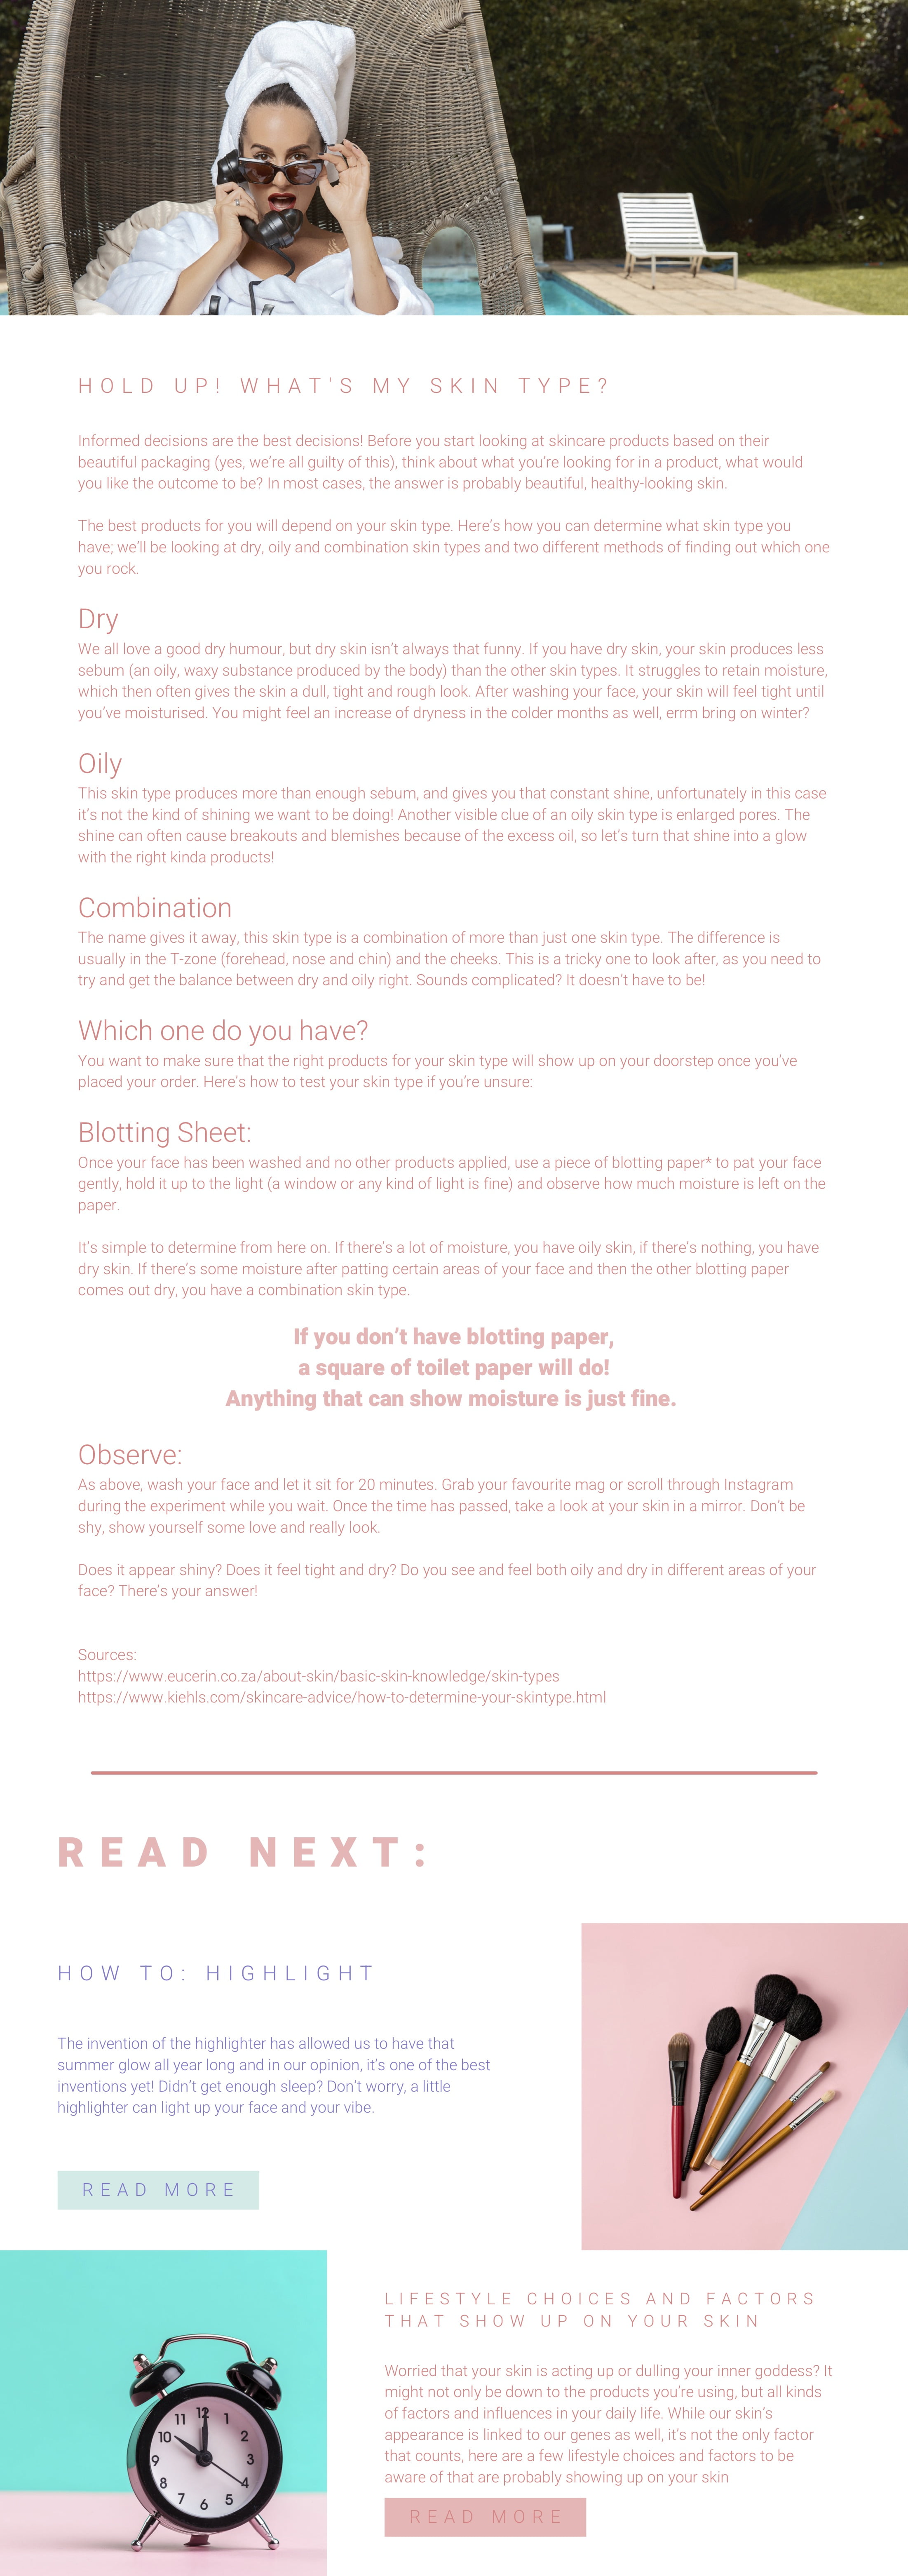 HOLD UP! WHAT'S MY SKIN TYPE?
Informed decisions are the best decisions! Before you start looking at skincare products based on their
beautiful packaging (yes, we're all guilty of this), think about what you're looking for in a product, what would
you like the outcome to be? In most cases, the answer is probably beautiful, healthy-looking skin.
The best products for you will depend on your skin type. Here's how you can determine what skin type you
have; we'll be looking at dry, oily and combination skin types and two different methods of finding out which one
you rock.
Dry
We all love a good dry humour, but dry skin isn't always that funny. If you have dry skin, your skin produces less
sebum (an oily, waxy substance produced by the body) than the other skin types. It struggles to retain moisture,
which then often gives the skin a dull, tight and rough look. After washing your face, your skin will feel tight until
you've moisturised. You might feel an increase of dryness in the colder months as well, errm bring on winter?
Oily
This skin type produces more than enough sebum, and gives you that constant shine, unfortunately in this case
it's not the kind of shining we want to be doing! Another visible clue of an oily skin type is enlarged pores. The
shine can often cause breakouts and blemishes because of the excess oil, so let's turn that shine into a glow
with the right kinda products!
Combination
The name gives it away, this skin type is a combination of more than just one skin type. The difference is
usually in the T-zone (forehead, nose and chin) and the cheeks. This is a tricky one to look after, as you need to
try and get the balance between dry and oily right. Sounds complicated? It doesn't have to be!
Which one do you have?
You want to make sure that the right products for your skin type will show up on your doorstep once you've
placed your order. Here's how to test your skin type if you're unsure:
Blotting Sheet:
Once your face has been washed and no other products applied, use a piece of blotting paper* to pat your face
gently, hold it up to the light (a window or any kind of light is fine) and observe how much moisture is left on the
paper.
It's simple to determine from here on. If there's a lot of moisture, you have oily skin, if there's nothing, you have
dry skin. If there's some moisture after patting certain areas of your face and then the other blotting paper
comes out dry, you have a combination skin type.
If you don't have blotting paper,
a square of toilet paper will do!
Anything that can show moisture is just fine.
Observe:
As above, wash your face and let it sit for 20 minutes. Grab your favourite mag or scroll through Instagram
during the experiment while you wait. Once the time has passed, take a look at your skin in a mirror. Don't be
shy, show yourself some love and really look.
Does it appear shiny? Does it feel tight and dry? Do you see and feel both oily and dry in different areas of your
face? There's your answer!
Sources:
https://www.eucerin.co.za/about-skin/basic-skin-knowledge/skin-types
https://www.kiehls.com/skincare-advice/how-to-determine-your-skintype.html
READ NEXT:
HOW TO: HIGHLIGHT
The invention of the highlighter has allowed us to have that
summer glow all year long and in our opinion, it's one of the best
inventions yet! Didn't get enough sleep? Don't worry, a little
highlighter can light up your face and your vibe.
READ MORE
LIFESTYLE CHOICES AND FACTORS
THAT SHOW UP ON YOUR SKIN
Worried that your skin is acting up or dulling your inner goddess? It
might not only be down to the products you're using, but all kinds
of factors and influences in your daily life. While our skin's
appearance is linked to our genes as well, it's not the only factor
that counts, here are a few lifestyle choices and factors to be
aware of that are probably showing up on your skin
READ MORE
12
1
2
3
4
5
6
7
8
9
10
11